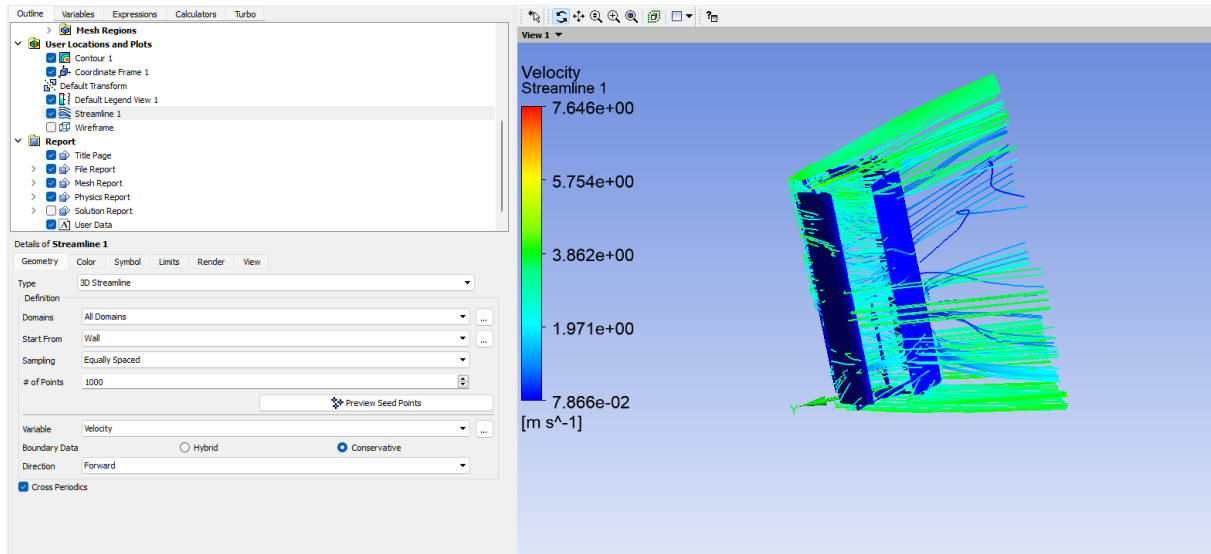 Outline Variables Expressions Calculators Turbo
Mesh Regions
User Locations and Plots
Contour 1
Coordinate Frame 1
Default Transform
Default Legend View 1
Streamline 1
Wireframe
Report
Title Page
File Report
Mesh Report
Physics Report
Solution Report
User Data
Details of Streamline 1
Geometry Color Symbol Limits Render View
Type 3D Streamline
Definition
Domains All Domains ...
Start From Wall ...
Sampling Equally Spaced
# of Points 1000
Preview Seed Points
Variable Velocity ...
Boundary Data Hybrid Conservative
Direction Forward
Cross Periodics
View 1
Velocity
Streamline 1
7.646e+00
5.754e+00
3.862e+00
1.971e+00
7.866e-02
[m s^-1]
Y